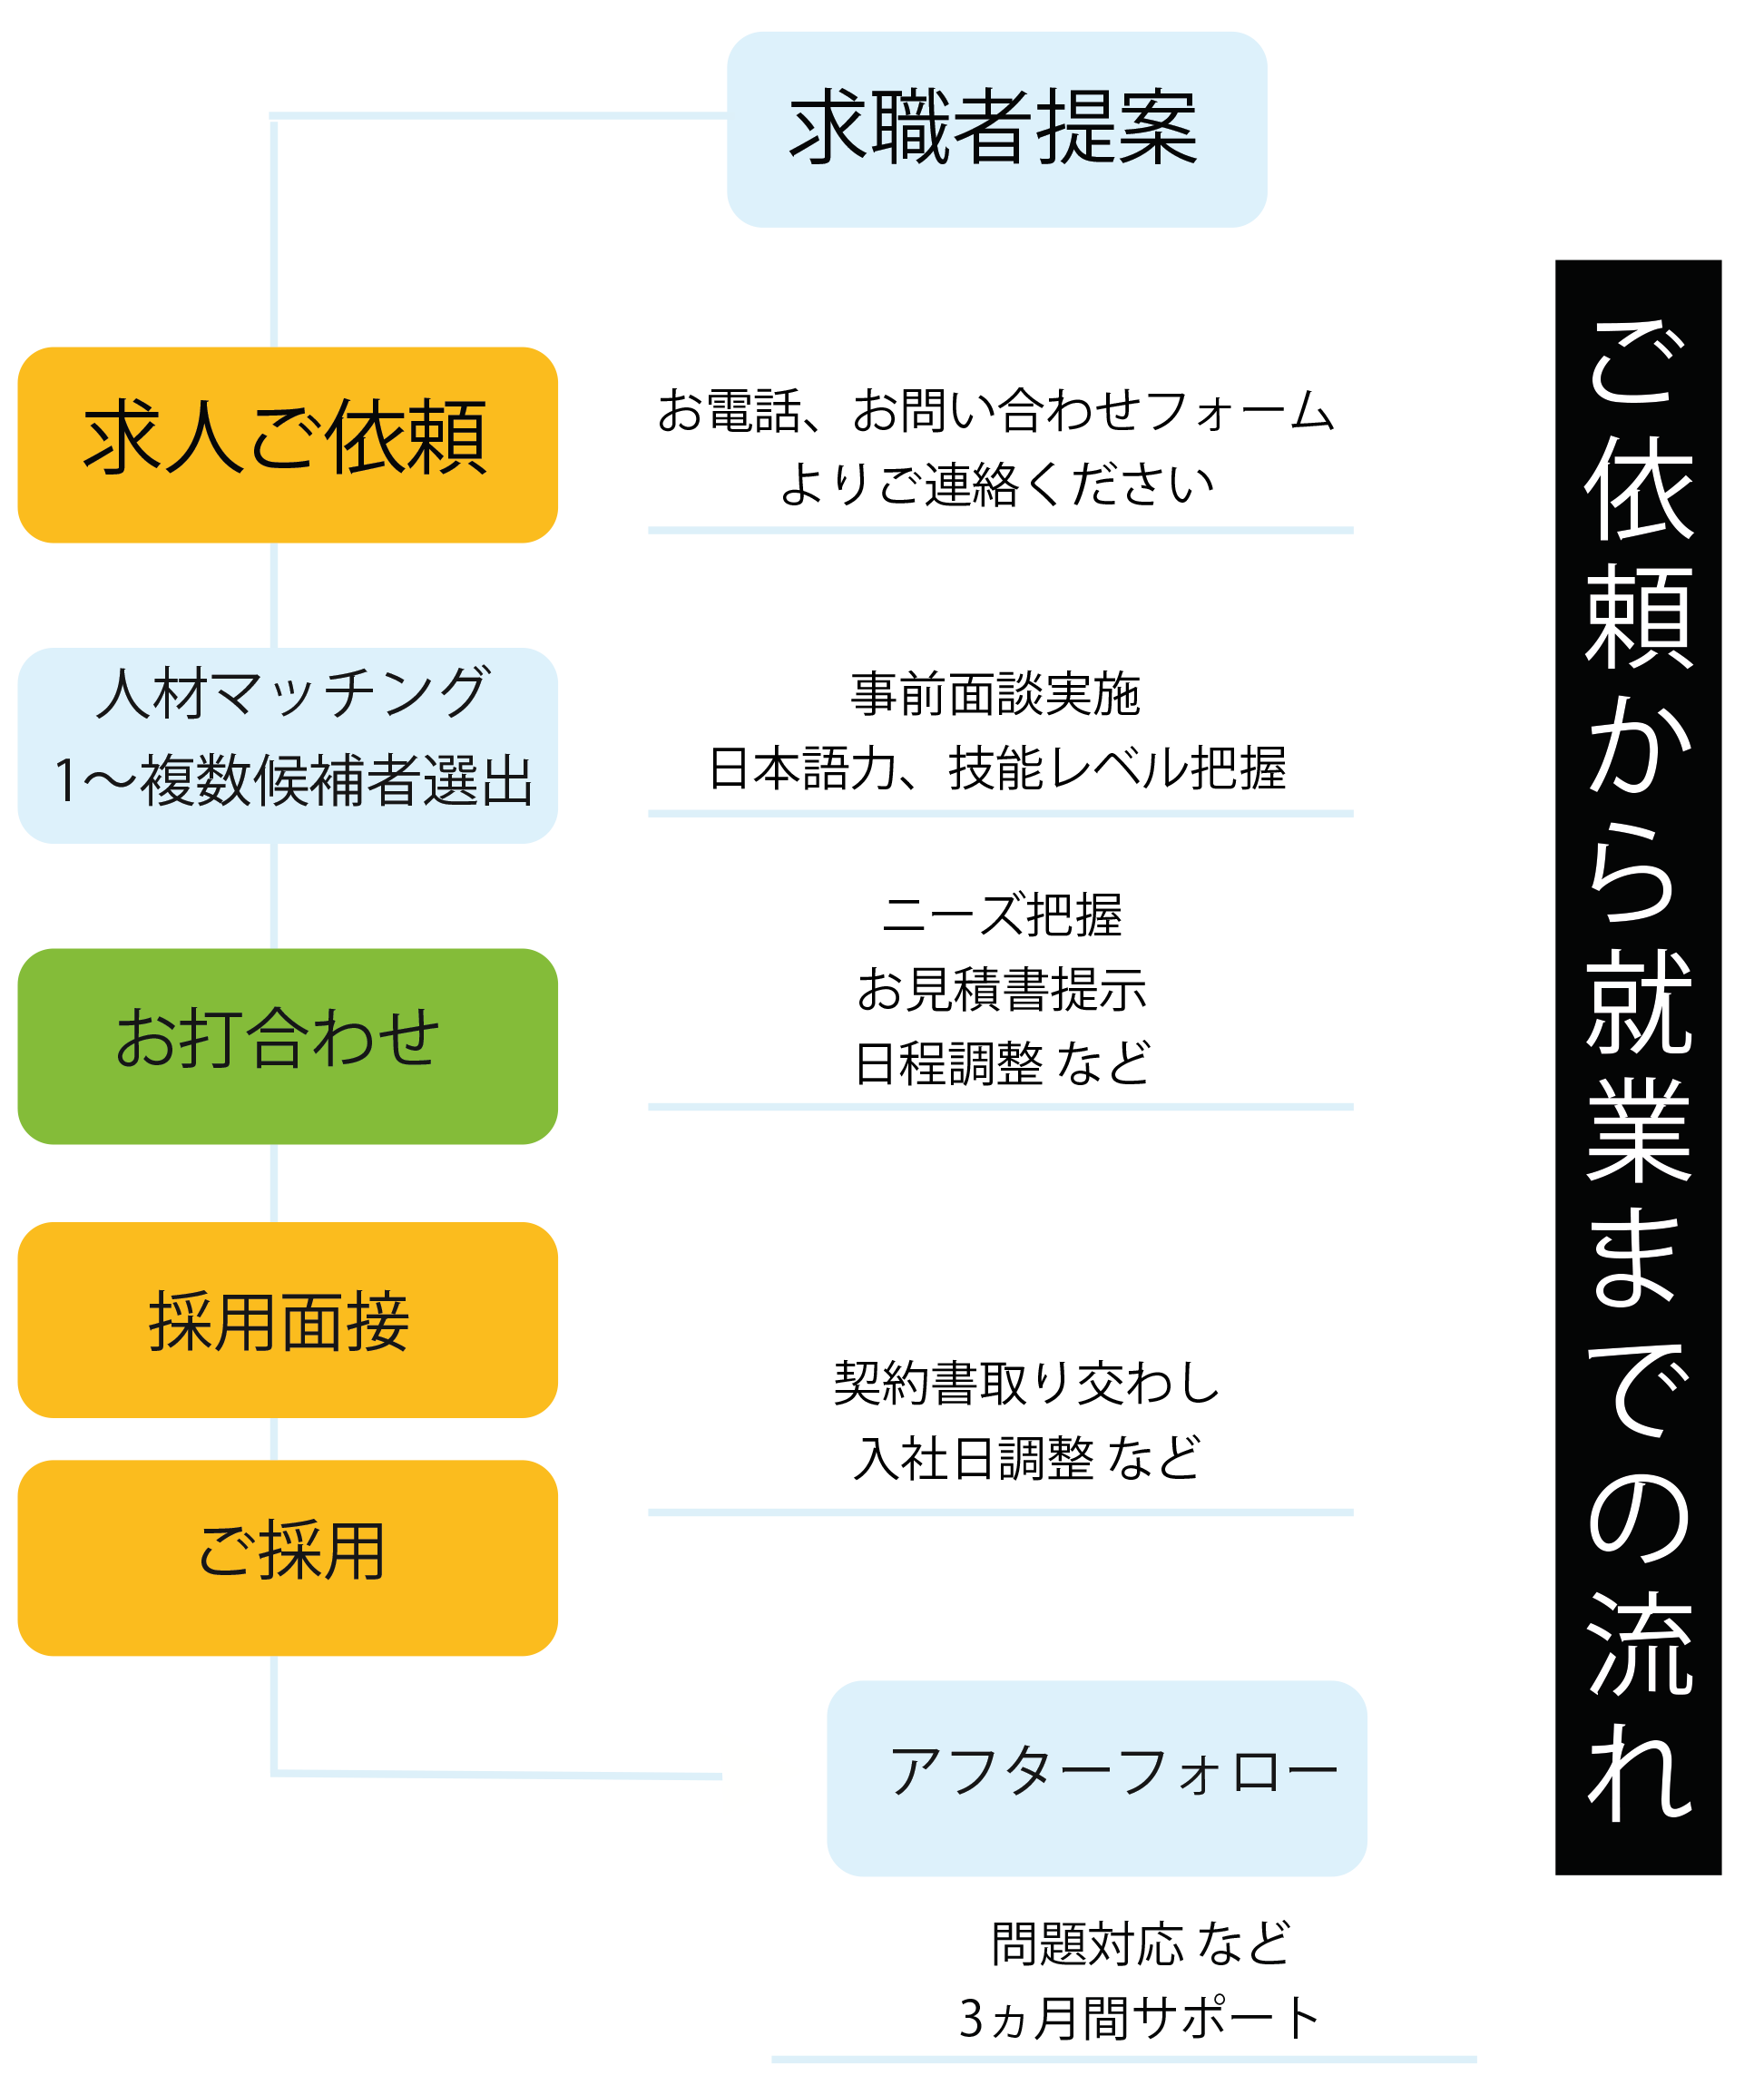 求職者提案
求人ご依頼
お電話、お問い合わせフォーム
よりご連絡ください
人材マッチング
1～複数候補者選出
事前面談実施
日本語力、技能レベル把握
お打合わせ
ニーズ把握
お見積書提示
日程調整 など
採用面接
ご採用
契約書取り交わし
入社日調整 など
アフターフォロー
問題対応 など
3ヵ月間サポート
ご依頼から就業までの流れ